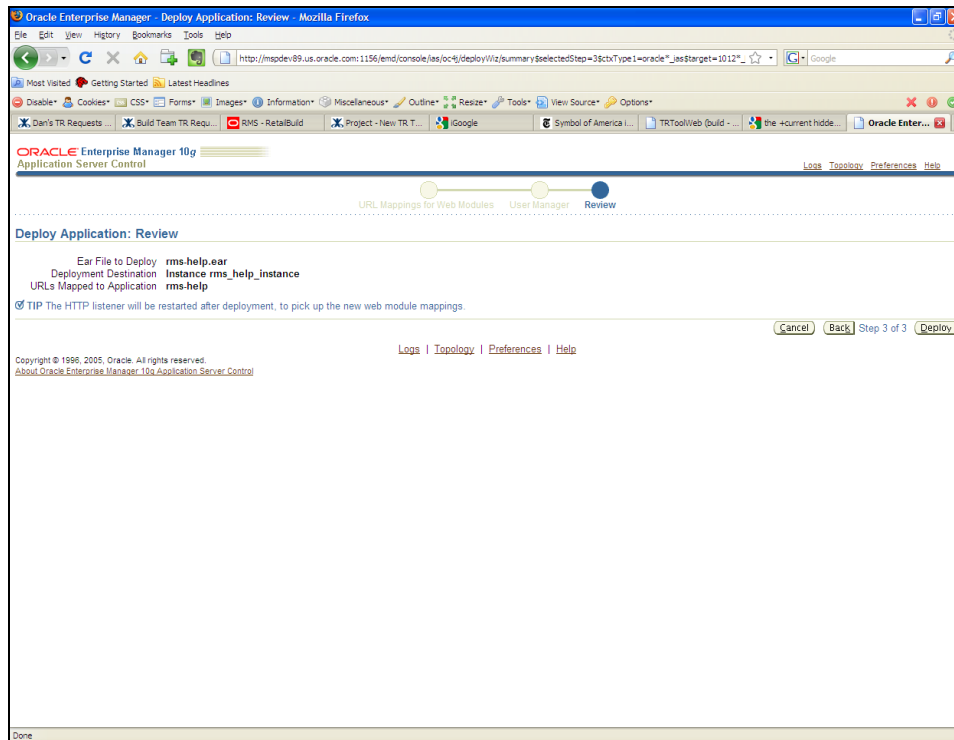 Oracle Enterprise Manager - Deploy Application: Review - Mozilla Firefox
File Edit View History Bookmarks Tools Help
http://mspdev89.us.oracle.com:1156/emd/console/ias/oc4j/deployWiz/summary$selectedStep=3$ctxType1=oracle*_ias$target=1012*_
Google
Most Visited Getting Started Latest Headlines
Disable Cookies CSS Forms Images Information Miscellaneous Outline Resize Tools View Source Options
Dan's TR Requests ... Build Team TR Requ... RMS - RetailBuild Project - New TR T... iGoogle Symbol of America i... TRToolWeb (build - ... the +current hidde... Oracle Enter...
ORACLE Enterprise Manager 10g
Application Server Control
Logs Topology Preferences Help
URL Mappings for Web Modules User Manager Review
Deploy Application: Review
Ear File to Deploy rms-help.ear
Deployment Destination Instance rms_help_instance
URLs Mapped to Application rms-help
TIP The HTTP listener will be restarted after deployment, to pick up the new web module mappings.
Cancel Back Step 3 of 3 Deploy
Logs | Topology | Preferences | Help
Copyright © 1996, 2005, Oracle. All rights reserved.
About Oracle Enterprise Manager 10g Application Server Control
Done